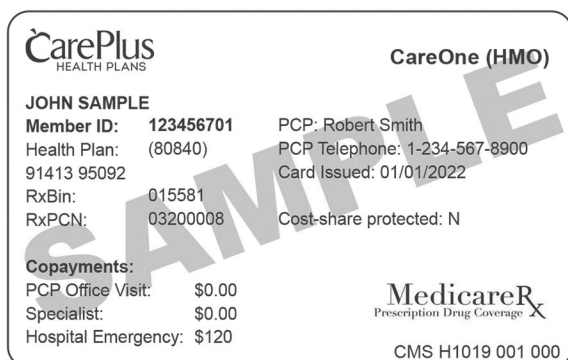 CarePlus
HEALTH PLANS
CareOne (HMO)
JOHN SAMPLE
Member ID: 123456701
PCP: Robert Smith
Health Plan: (80840)
PCP Telephone: 1-234-567-8900
91413 95092
Card Issued: 01/01/2022
RxBin: 015581
RxPCN: 03200008
Cost-share protected: N
Copayments:
PCP Office Visit: $0.00
Specialist: $0.00
Hospital Emergency: $120
MedicareRx
Prescription Drug Coverage
CMS H1019 001 000
SAMPLE